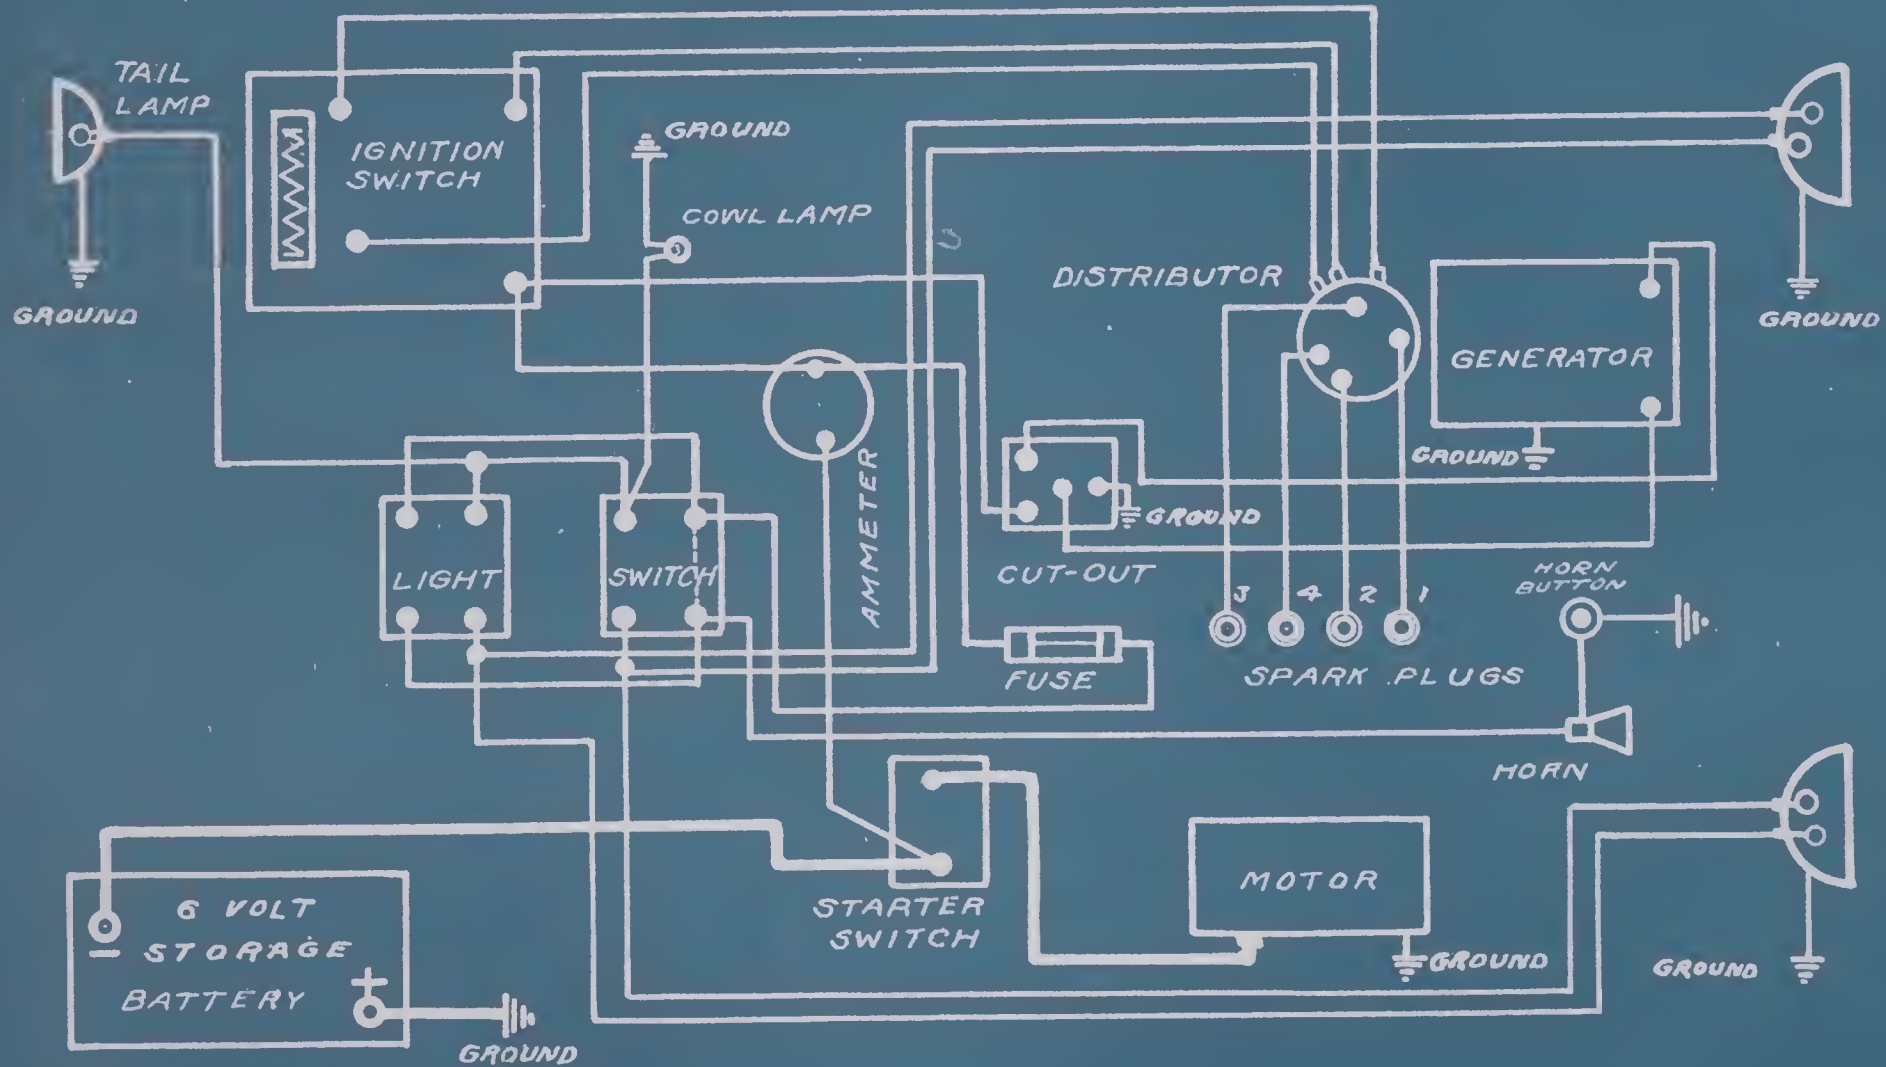 TAIL
LAMP
IGNITION
SWITCH
GROUND
COWL LAMP
DISTRIBUTOR
GROUND
GROUND
GENERATOR
GROUND
AMMETER
GROUND
LIGHT
SWITCH
CUT-OUT
HORN
BUTTON
3 4 2 1
FUSE
SPARK PLUGS
HORN
STARTER
SWITCH
MOTOR
GROUND
GROUND
6 VOLT
STORAGE
BATTERY
−
+
GROUND